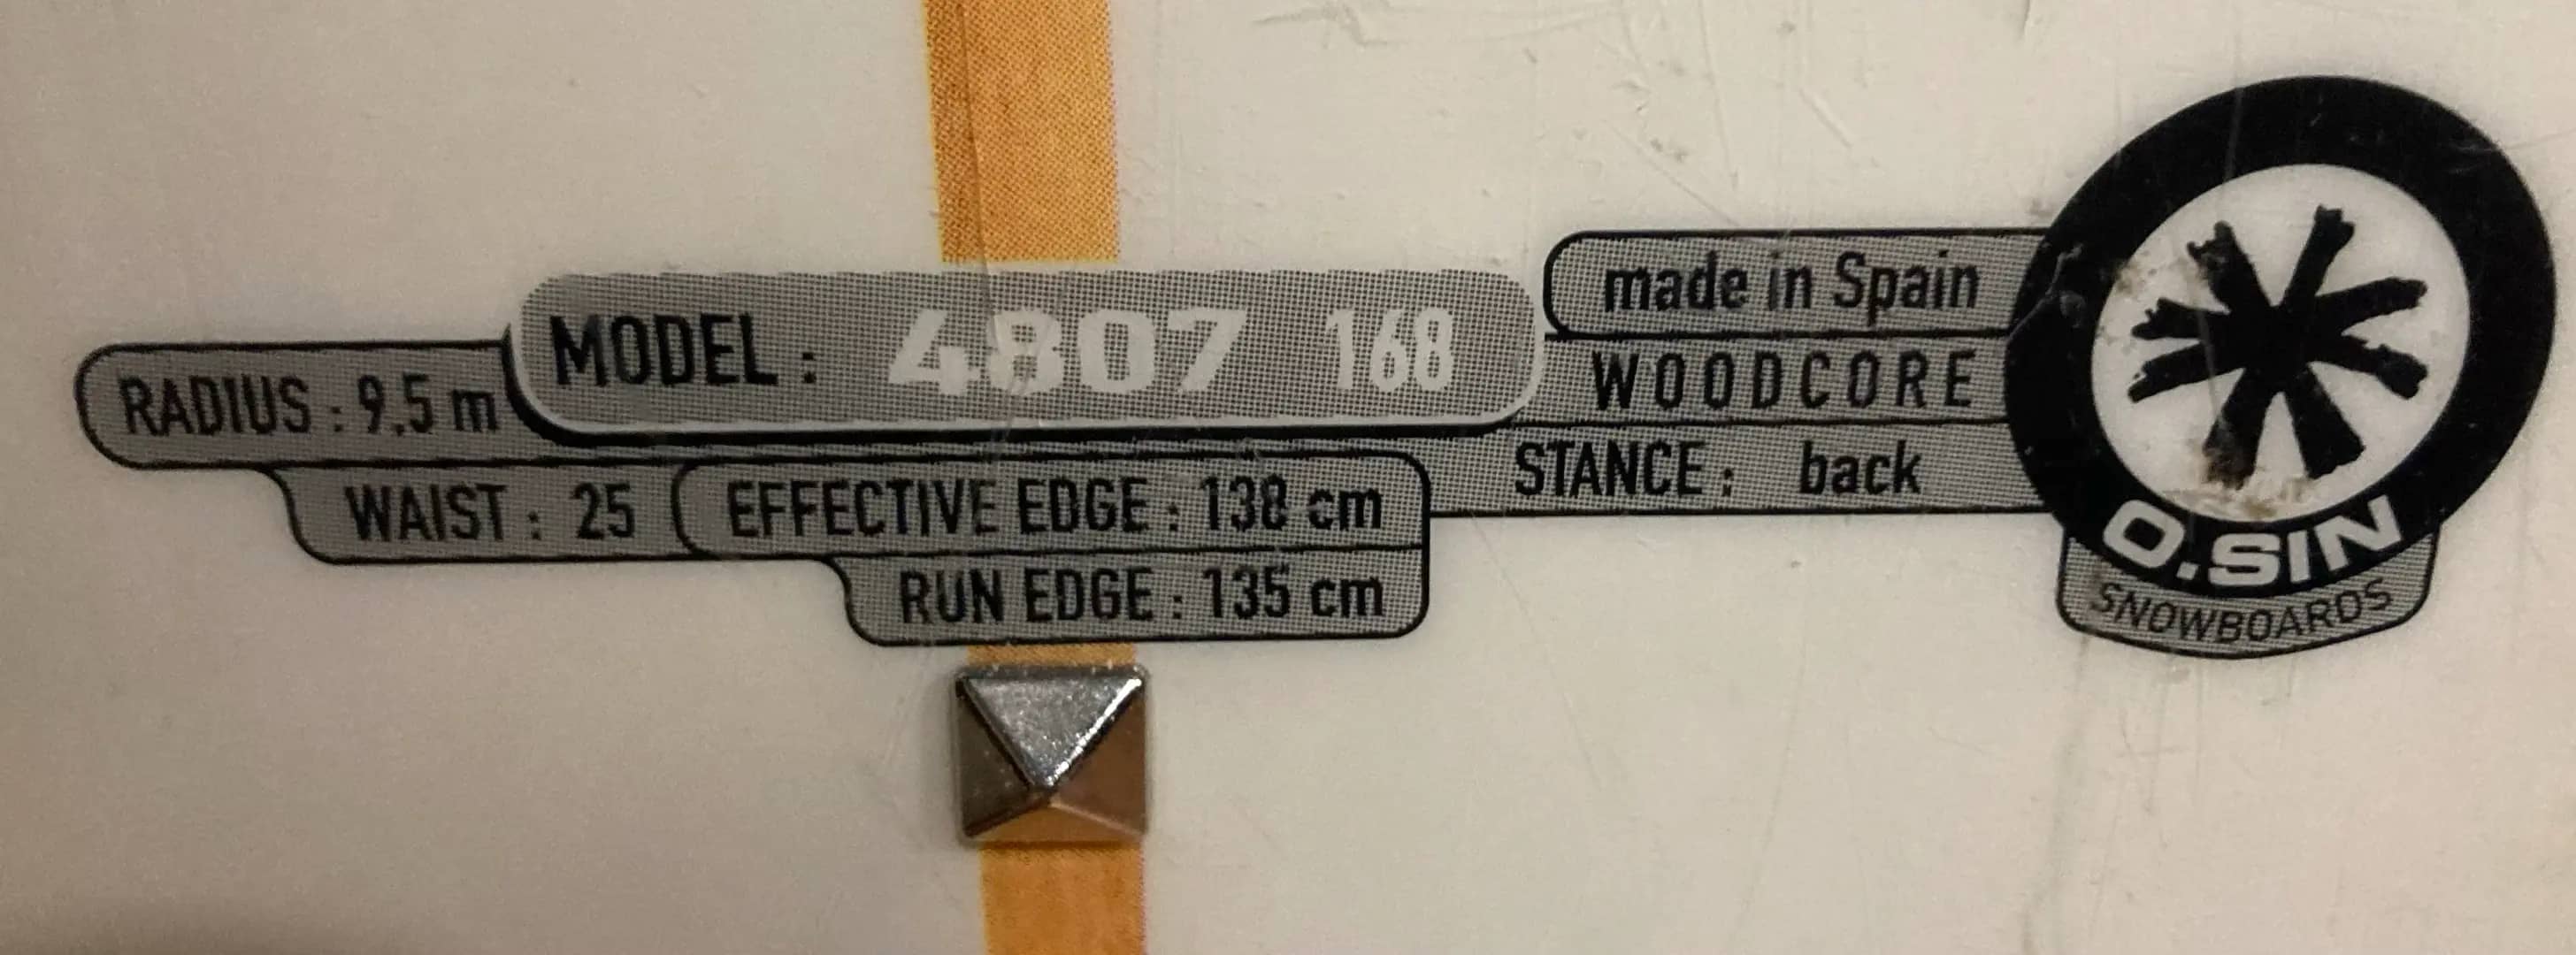 MODEL : 4807 168
RADIUS : 9,5 m
WAIST : 25
EFFECTIVE EDGE : 138 cm
RUN EDGE : 135 cm
made in Spain
WOODCORE
STANCE : back
O.SIN
SNOWBOARDS